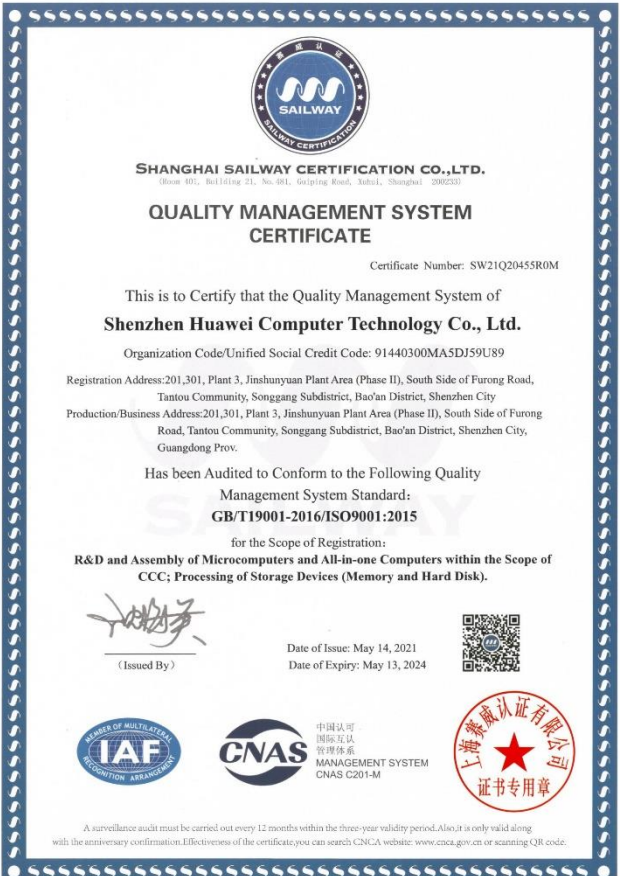 赛威认证
SAILWAY
SAILWAY CERTIFICATION
SHANGHAI SAILWAY CERTIFICATION CO.,LTD.
(Room 401, Building 21, No.481, Guiping Road, Xuhui, Shanghai 200233)
QUALITY MANAGEMENT SYSTEM
CERTIFICATE
Certificate Number: SW21Q20455R0M
This is to Certify that the Quality Management System of
Shenzhen Huawei Computer Technology Co., Ltd.
Organization Code/Unified Social Credit Code: 91440300MA5DJ59U89
Registration Address:201,301, Plant 3, Jinshunyuan Plant Area (Phase II), South Side of Furong Road,
Tantou Community, Songgang Subdistrict, Bao'an District, Shenzhen City
Production/Business Address:201,301, Plant 3, Jinshunyuan Plant Area (Phase II), South Side of Furong
Road, Tantou Community, Songgang Subdistrict, Bao'an District, Shenzhen City,
Guangdong Prov.
Has been Audited to Conform to the Following Quality
Management System Standard:
SAILWAY
GB/T19001-2016/ISO9001:2015
for the Scope of Registration:
R&D and Assembly of Microcomputers and All-in-one Computers within the Scope of
CCC; Processing of Storage Devices (Memory and Hard Disk).
(Issued By)
Date of Issue: May 14, 2021
Date of Expiry: May 13, 2024
MEMBER OF MULTILATERAL
IAF
RECOGNITION ARRANGEMENT
CNAS
中国认可
国际互认
管理体系
MANAGEMENT SYSTEM
CNAS C201-M
上海赛威认证有限公司
证书专用章
A surveillance audit must be carried out every 12 months within the three-year validity period.Also,it is only valid along
with the anniversary confirmation.Effectiveness of the certificate,you can search CNCA website: www.cnca.gov.cn or scanning QR code.